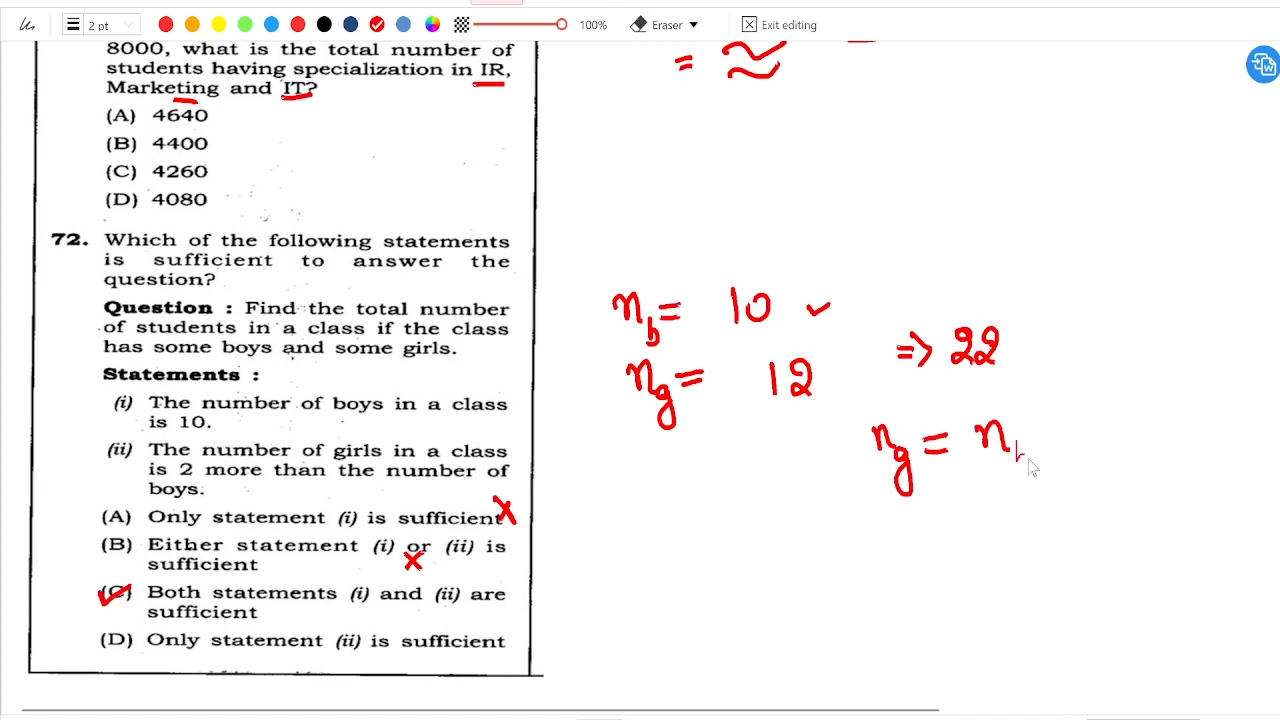 2 pt
100%
Eraser
Exit editing
8000, what is the total number of
students having specialization in IR,
Marketing and IT?
(A) 4640
(B) 4400
(C) 4260
(D) 4080
72. Which of the following statements
is sufficient to answer the
question?
Question : Find the total number
of students in a class if the class
has some boys and some girls.
Statements :
(i) The number of boys in a class
is 10.
(ii) The number of girls in a class
is 2 more than the number of
boys.
(A) Only statement (i) is sufficient
(B) Either statement (i) or (ii) is
sufficient
(C) Both statements (i) and (ii) are
sufficient
(D) Only statement (ii) is sufficient
=
n_b = 10
n_g = 12
=> 22
n_g = n